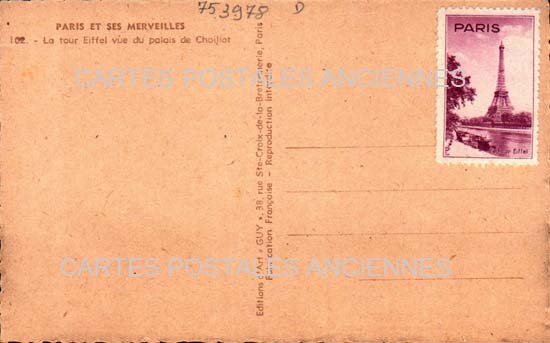 753978 D
PARIS ET SES MERVEILLES
102. - La tour Eiffel vue du palais de Chaillot
CARTES POSTALES ANCIENNES
PARIS
Tour Eiffel
Editions d'Art « GUY », 38, rue Ste-Croix-de-la-Bretonnerie, Paris
Fabrication Française - Reproduction interdite
CARTES POSTALES ANCIENNES